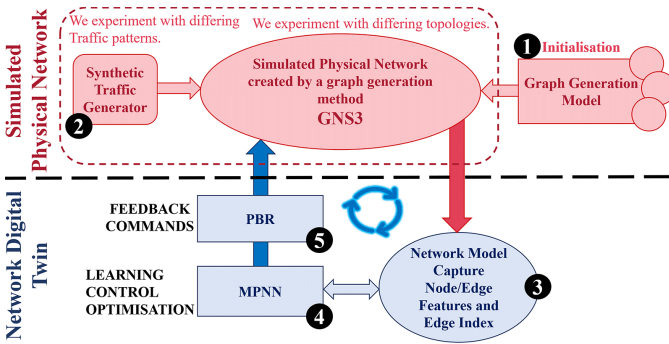 We experiment with differing
Traffic patterns.
We experiment with differing topologies.
Simulated
Physical Network
Synthetic
Traffic
Generator
2
Simulated Physical Network
created by a graph generation
method
GNS3
1
Initialisation
Graph Generation
Model
Network Digital
Twin
FEEDBACK
COMMANDS
PBR
5
LEARNING
CONTROL
OPTIMISATION
MPNN
4
Network Model
Capture
Node/Edge
Features and
Edge Index
3